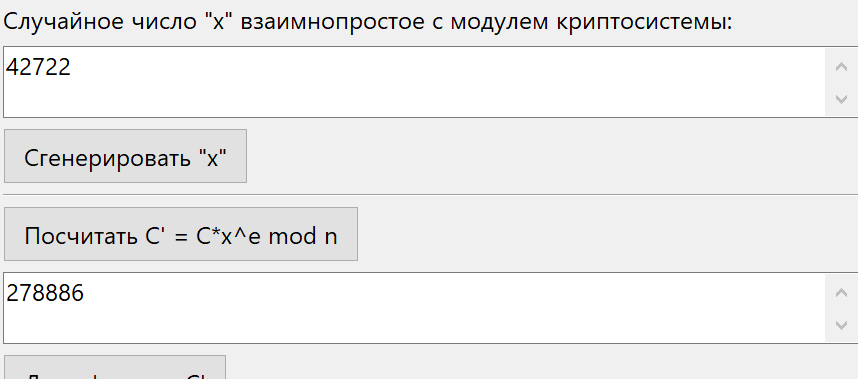 Случайное число "x" взаимнопростое с модулем криптосистемы:
42722
Сгенерировать "x"
Посчитать C' = C*x^e mod n
278886